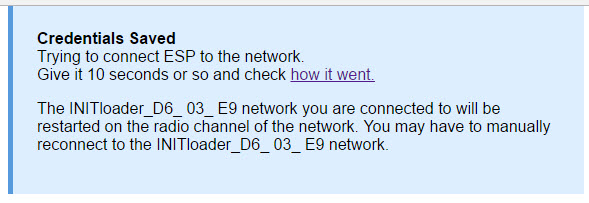 Credentials Saved
Trying to connect ESP to the network.
Give it 10 seconds or so and check how it went.
The INITloader_D6_ 03_ E9 network you are connected to will be
restarted on the radio channel of the network. You may have to manually
reconnect to the INITloader_D6_ 03_ E9 network.